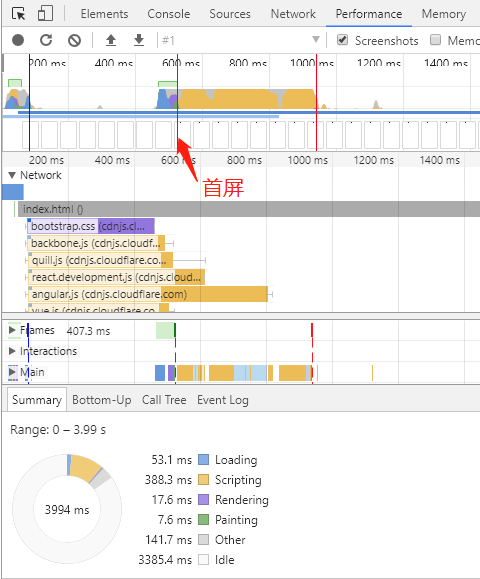 Elements Console Sources Network Performance Memory
#1 Screenshots Memo
200 ms 400 ms 600 ms 800 ms 1000 ms 1200 ms 1400 ms
200 ms 400 ms 600 ms 800 ms 1000 ms 1200 ms 1400 ms
首屏
Network
index.html ()
bootstrap.css (cdnjs.cl...
backbone.js (cdnjs.cloudf...
quill.js (cdnjs.cloudflare.co...
react.development.js (cdnjs.cloud...
angular.js (cdnjs.cloudflare.com)
vue.js (cdnjs.cloudflare.co
Frames 407.3 ms
Interactions
Main
Summary Bottom-Up Call Tree Event Log
Range: 0 – 3.99 s
53.1 ms Loading
388.3 ms Scripting
17.6 ms Rendering
3994 ms
7.6 ms Painting
141.7 ms Other
3385.4 ms Idle